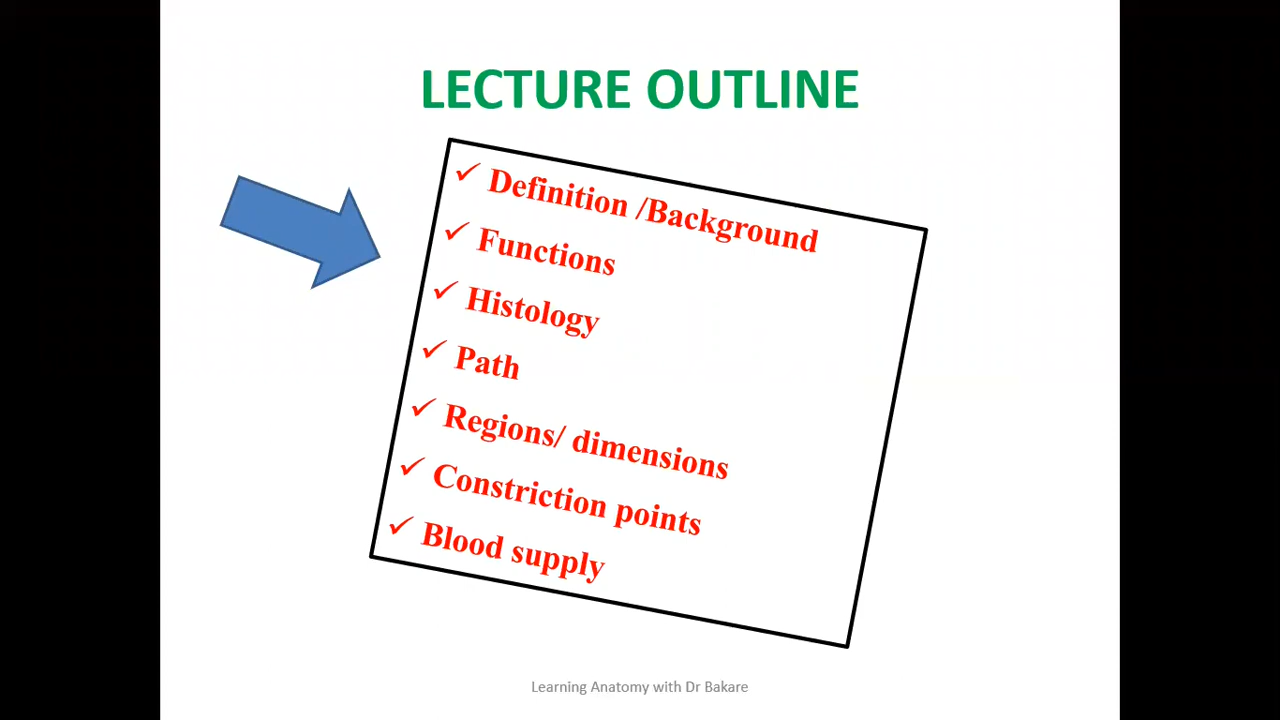 LECTURE OUTLINE
✓ Definition /Background
✓ Functions
✓ Histology
✓ Path
✓ Regions/ dimensions
✓ Constriction points
✓ Blood supply
Learning Anatomy with Dr Bakare